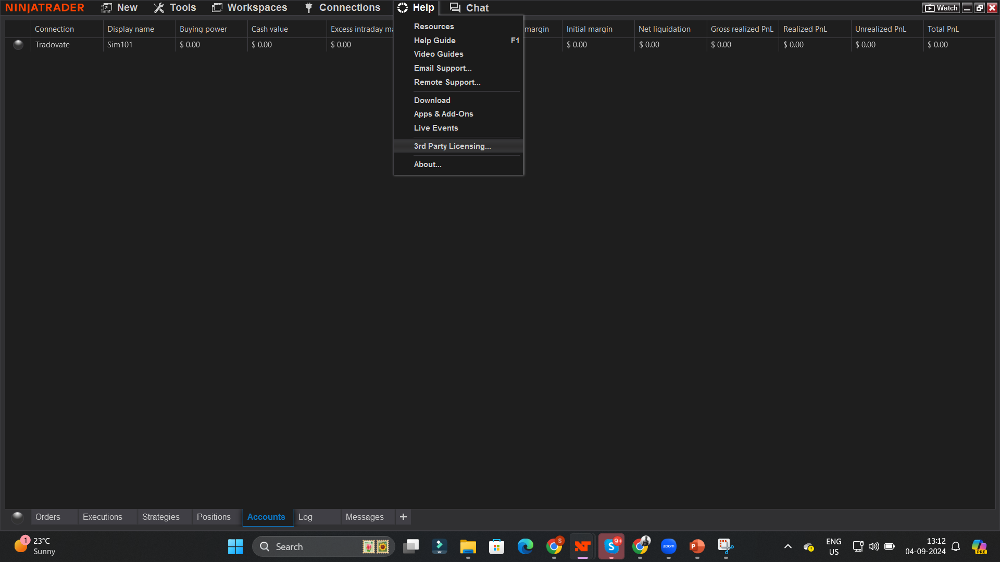 NINJATRADER New Tools Workspaces Connections Help Chat Watch
Connection Display name Buying power Cash value Excess intraday ma margin Initial margin Net liquidation Gross realized PnL Realized PnL Unrealized PnL Total PnL
Tradovate Sim101 $ 0.00 $ 0.00 $ 0.00 $ 0.00 $ 0.00 $ 0.00 $ 0.00 $ 0.00 $ 0.00
Resources
Help Guide F1
Video Guides
Email Support...
Remote Support...
Download
Apps & Add-Ons
Live Events
3rd Party Licensing...
About...
Orders Executions Strategies Positions Accounts Log Messages +
1 23°C
Sunny
Search
S
NT
S 9+
zoom
P
ENG
US
13:12
04-09-2024
PRE